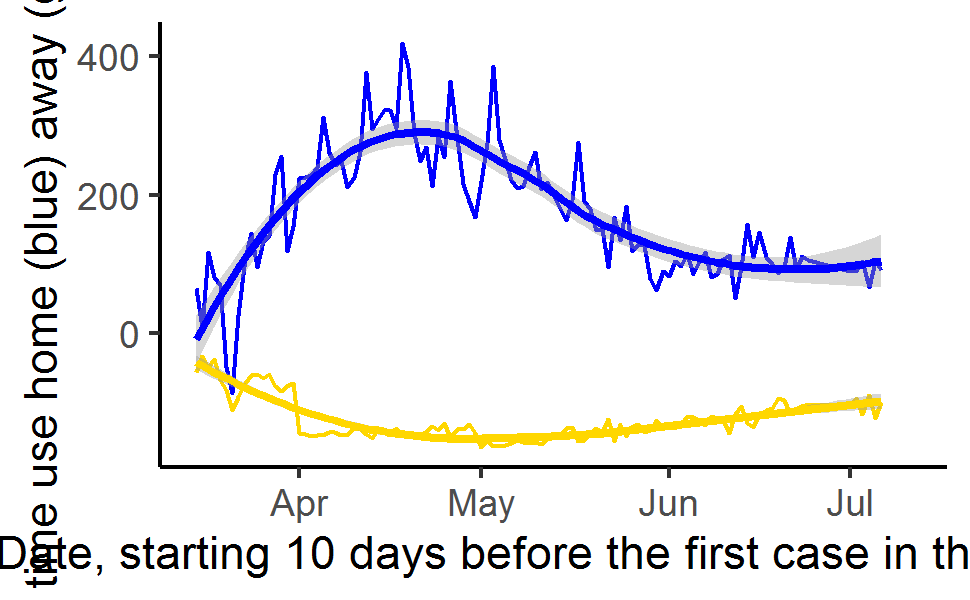 time use home (blue) away (g
400
200
0
Apr May Jun Jul
Date, starting 10 days before the first case in th